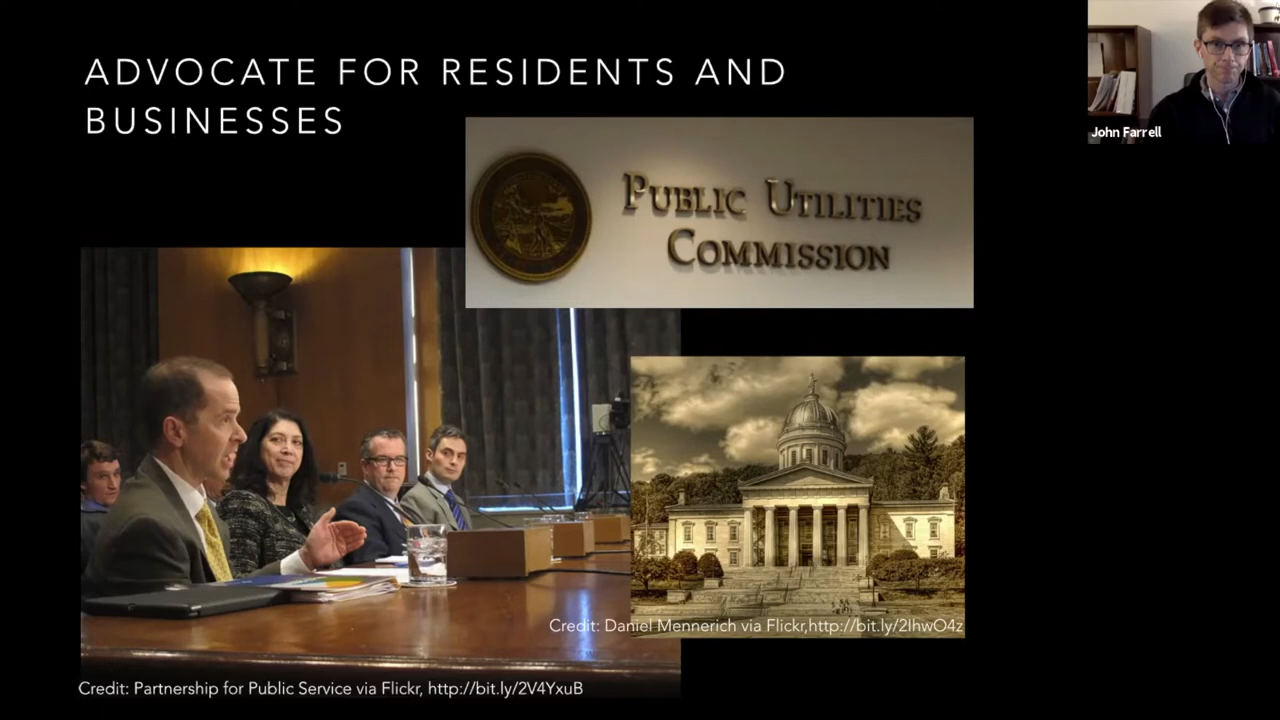 ADVOCATE FOR RESIDENTS AND
BUSINESSES
John Farrell
PUBLIC UTILITIES
COMMISSION
Credit: Daniel Mennerich via Flickr,http://bit.ly/2lhwO4z
Credit: Partnership for Public Service via Flickr, http://bit.ly/2V4YxuB